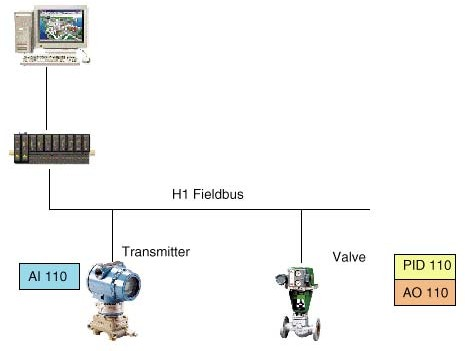 H1 Fieldbus
Transmitter
Valve
AI 110
PID 110
AO 110